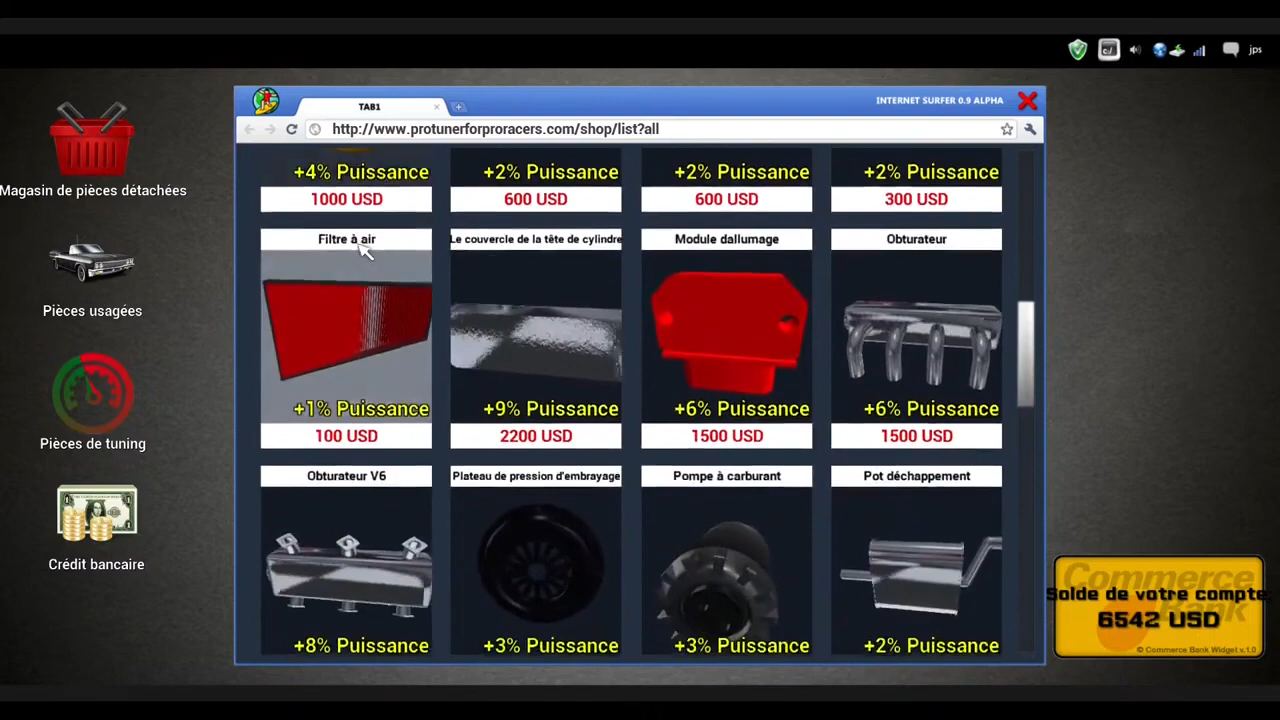 jps
TAB1
INTERNET SURFER 0.9 ALPHA
http://www.protunerforproracers.com/shop/list?all
Magasin de pièces détachées
Pièces usagées
Pièces de tuning
Crédit bancaire
+4% Puissance
+2% Puissance
+2% Puissance
+2% Puissance
1000 USD
600 USD
600 USD
300 USD
Filtre à air
Le couvercle de la tête de cylindre
Module dallumage
Obturateur
+1% Puissance
+9% Puissance
+6% Puissance
+6% Puissance
100 USD
2200 USD
1500 USD
1500 USD
Obturateur V6
Plateau de pression d'embrayage
Pompe à carburant
Pot déchappement
+8% Puissance
+3% Puissance
+3% Puissance
+2% Puissance
Commerce
Bank
Solde de votre compte:
6542 USD
© Commerce Bank Widget v.1.0